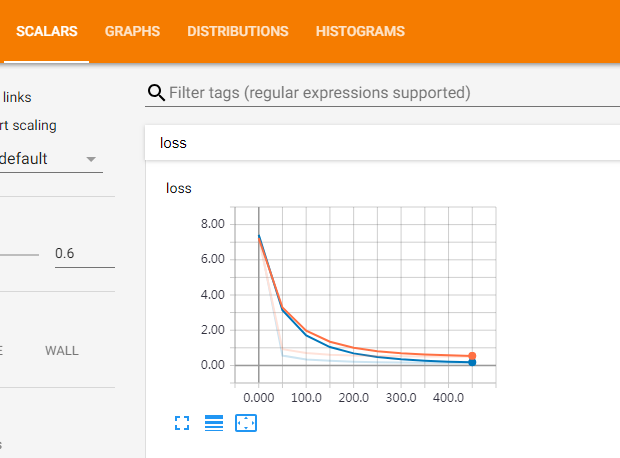 SCALARS GRAPHS DISTRIBUTIONS HISTOGRAMS
links
Filter tags (regular expressions supported)
rt scaling
loss
default
loss
8.00
0.6
6.00
4.00
2.00
E WALL
0.00
0.000 100.0 200.0 300.0 400.0
s